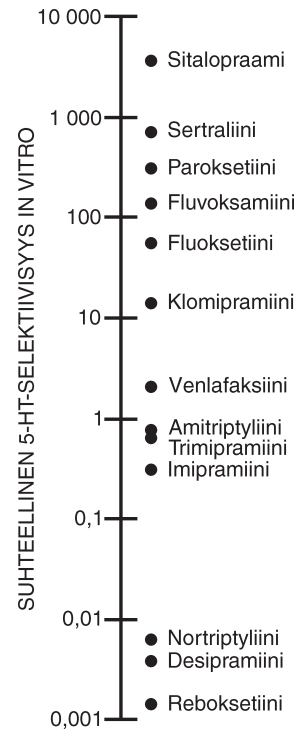 10 000
Sitalopraami
1 000
Sertraliini
Paroksetiini
Fluvoksamiini
100
Fluoksetiini
Klomipramiini
10
Venlafaksiini
1
Amitriptyliini
Trimipramiini
Imipramiini
0,1
0,01
Nortriptyliini
Desipramiini
Reboksetiini
0,001
SUHTEELLINEN 5-HT-SELEKTIIVISYYS IN VITRO